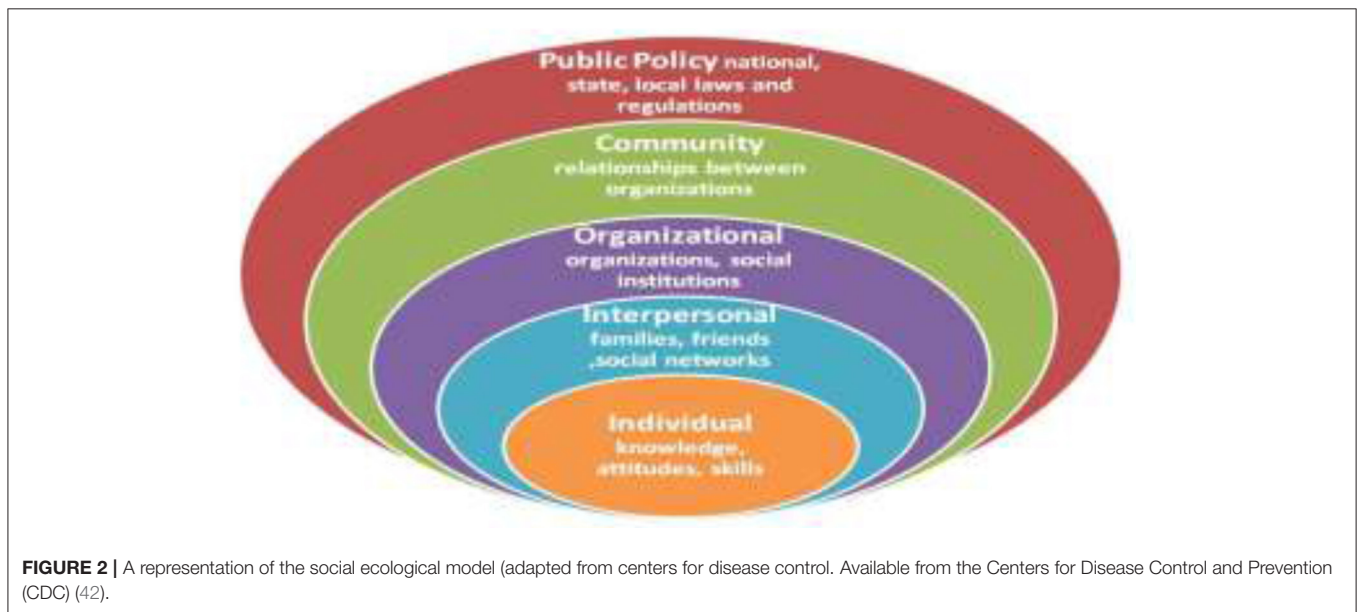 Public Policy national,
state, local laws and
regulations
Community
relationships between
organizations
Organizational
organizations, social
institutions
Interpersonal
families, friends
,social networks
Individual
knowledge,
attitudes, skills
FIGURE 2 | A representation of the social ecological model (adapted from centers for disease control. Available from the Centers for Disease Control and Prevention
(CDC) (42).